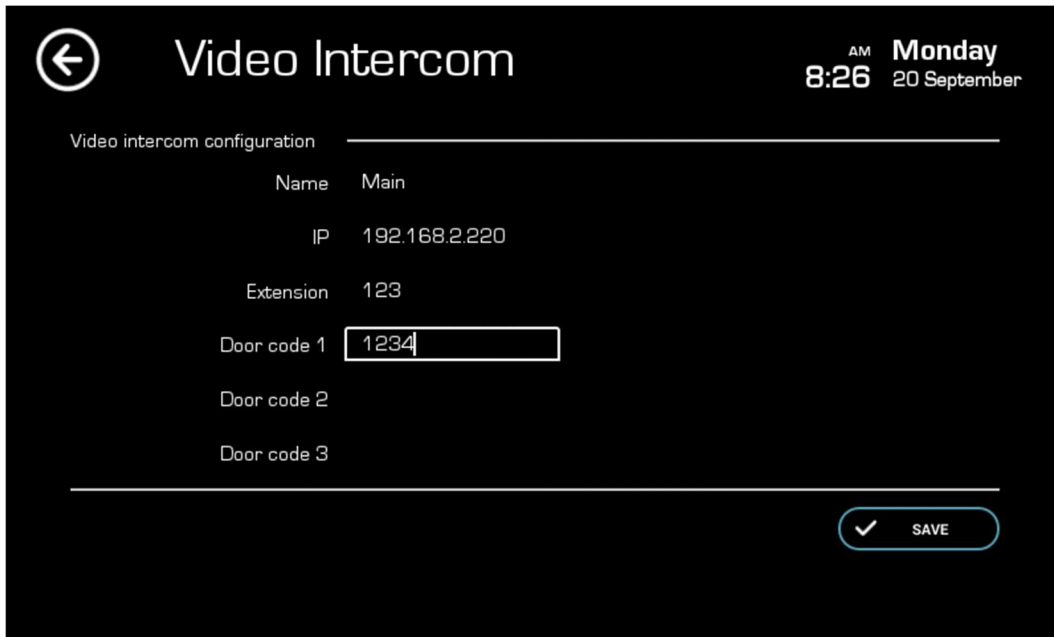 Video Intercom
AM
8:26
Monday
20 September
Video intercom configuration
Name Main
IP 192.168.2.220
Extension 123
Door code 1 1234
Door code 2
Door code 3
SAVE